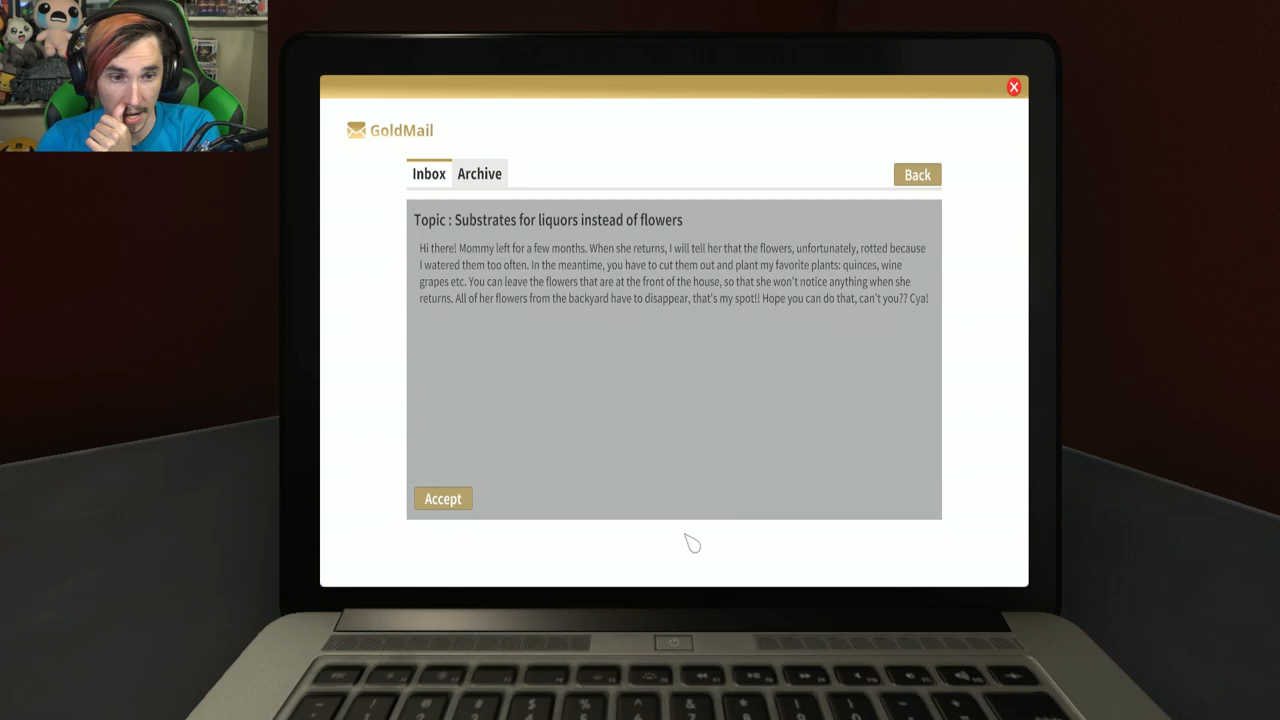 GoldMail
Inbox Archive Back
Topic : Substrates for liquors instead of flowers
Hi there! Mommy left for a few months. When she returns, I will tell her that the flowers, unfortunately, rotted because
I watered them too often. In the meantime, you have to cut them out and plant my favorite plants: quinces, wine
grapes etc. You can leave the flowers that are at the front of the house, so that she won't notice anything when she
returns. All of her flowers from the backyard have to disappear, that's my spot!! Hope you can do that, can't you?? Cya!
Accept